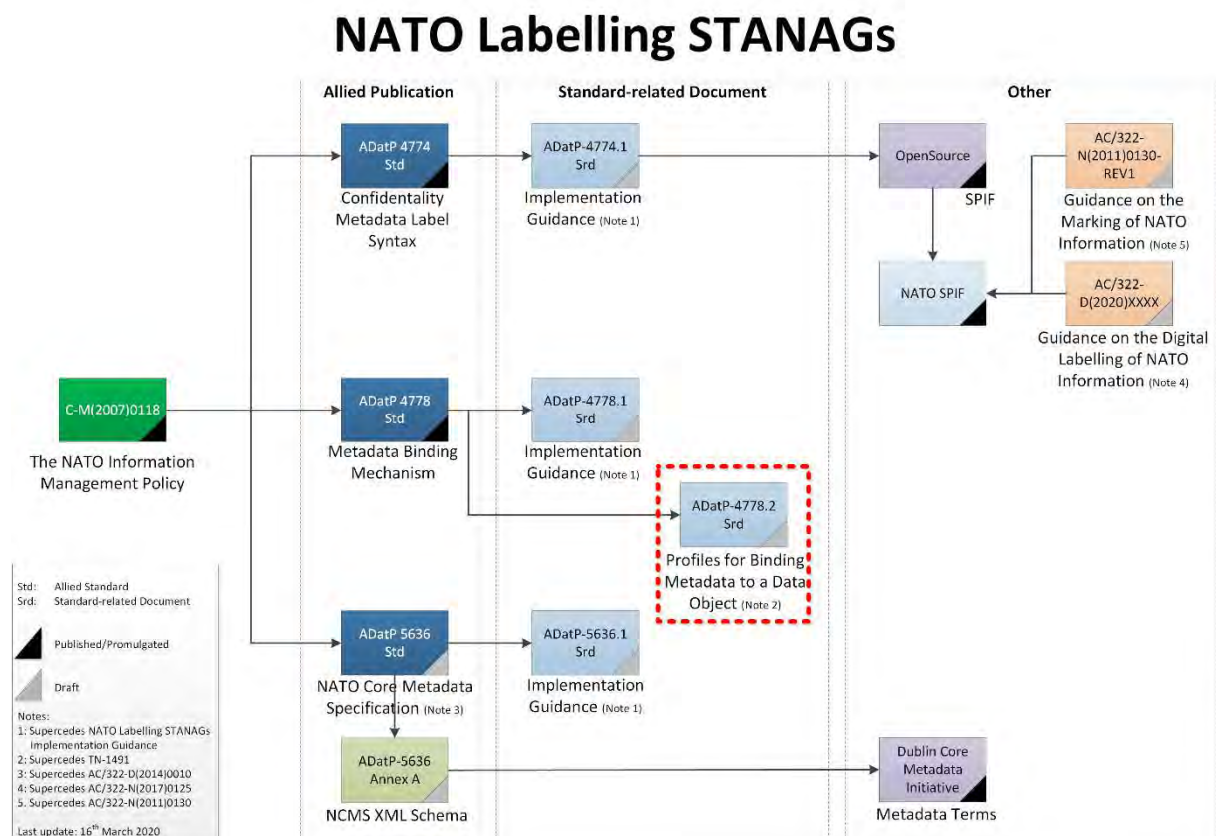 NATO Labelling STANAGs
Allied Publication
Standard-related Document
Other
ADatP 4774
Std
Confidentality
Metadata Label
Syntax
ADatP-4774.1
Srd
Implementation
Guidance (Note 1)
OpenSource
SPIF
AC/322-
N(2011)0130-
REV1
Guidance on the
Marking of NATO
Information (Note 5)
NATO SPIF
AC/322-
D(2020)XXXX
Guidance on the Digital
Labelling of NATO
Information (Note 4)
C-M(2007)0118
The NATO Information
Management Policy
ADatP 4778
Std
Metadata Binding
Mechanism
ADatP-4778.1
Srd
Implementation
Guidance (Note 1)
ADatP-4778.2
Srd
Profiles for Binding
Metadata to a Data
Object (Note 2)
ADatP 5636
Std
NATO Core Metadata
Specification (Note 3)
ADatP-5636.1
Srd
Implementation
Guidance (Note 1)
ADatP-5636
Annex A
NCMS XML Schema
Dublin Core
Metadata
Initiative
Metadata Terms
Std: Allied Standard
Srd: Standard-related Document
Published/Promulgated
Draft
Notes:
1: Supercedes NATO Labelling STANAGs
Implementation Guidance
2: Supercedes TN-1491
3: Supercedes AC/322-D(2014)0010
4: Supercedes AC/322-N(2017)0125
5. Supercedes AC/322-N(2011)0130
Last update: 16th March 2020